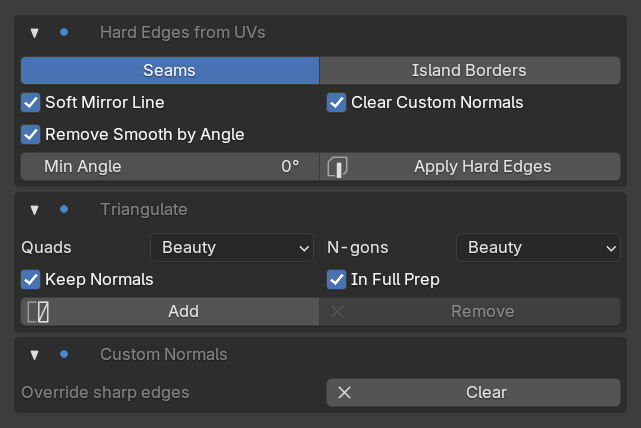 Hard Edges from UVs
Seams Island Borders
Soft Mirror Line Clear Custom Normals
Remove Smooth by Angle
Min Angle 0° Apply Hard Edges
Triangulate
Quads Beauty N-gons Beauty
Keep Normals In Full Prep
Add Remove
Custom Normals
Override sharp edges Clear